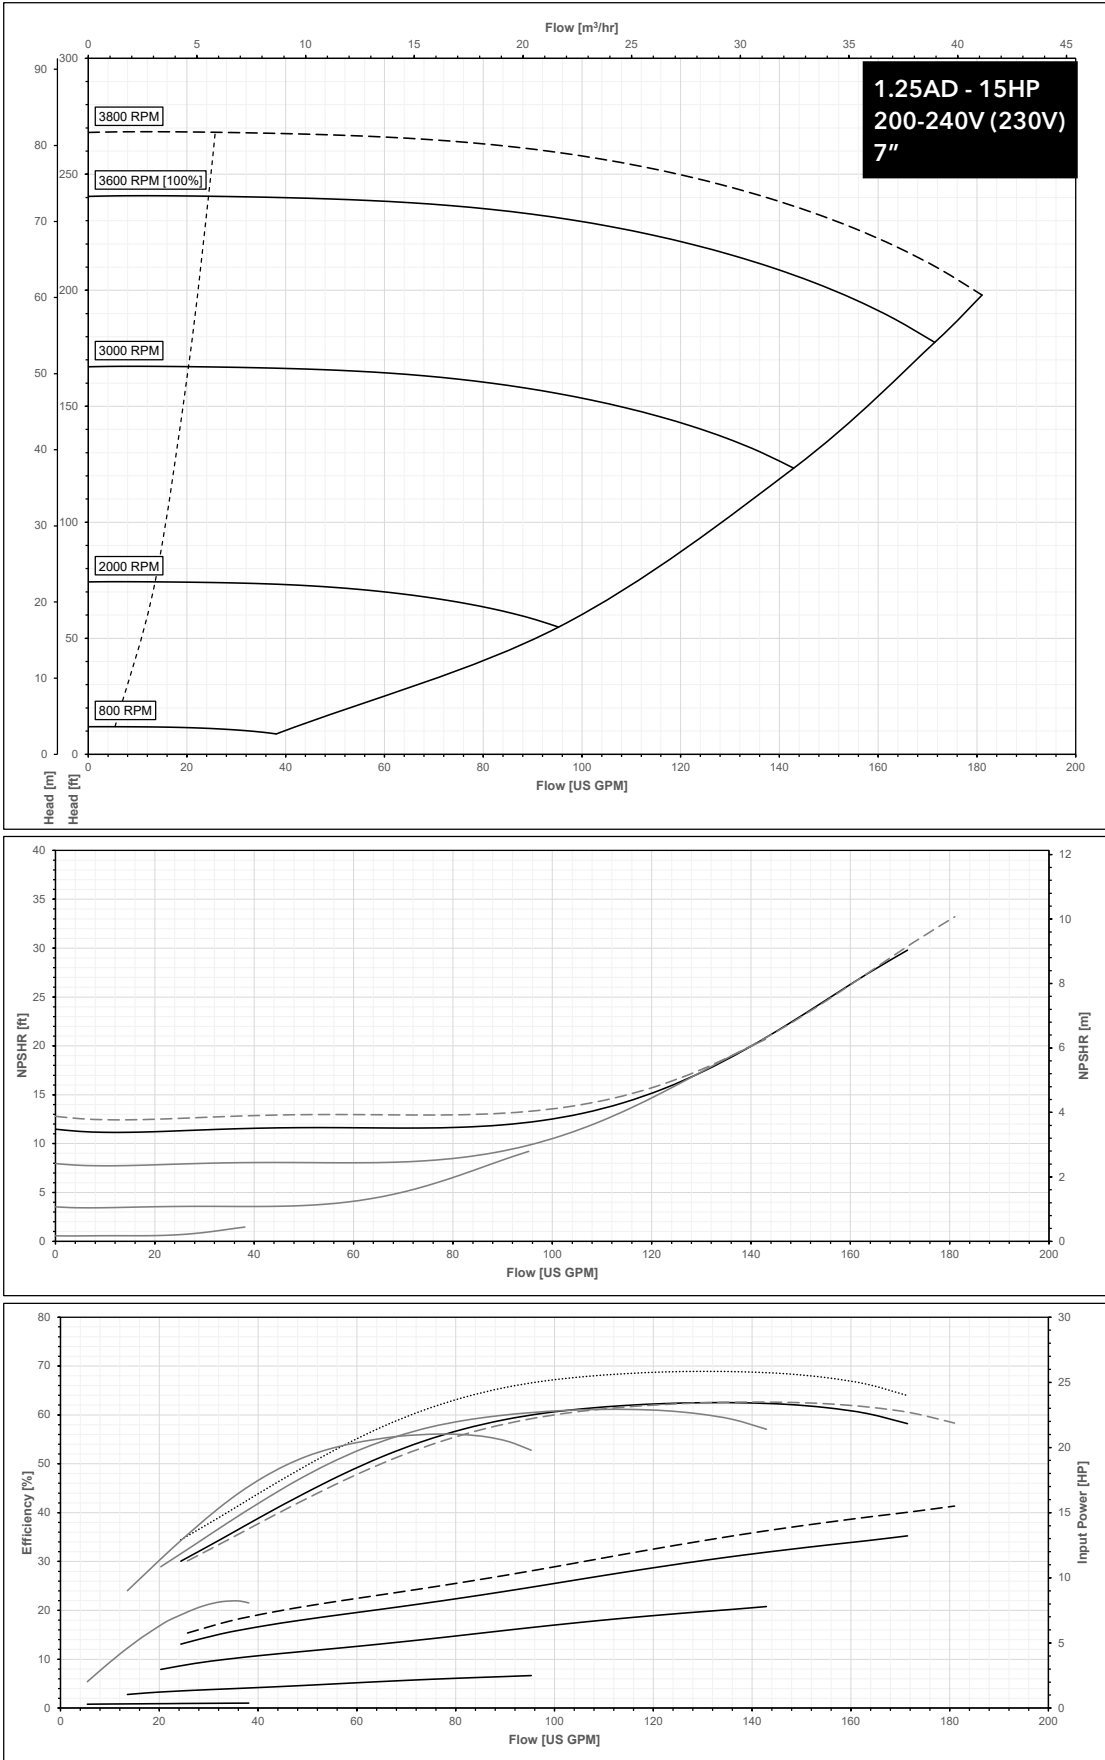 Flow [m³/hr]
0 5 10 15 20 25 30 35 40 45
1.25AD - 15HP
200-240V (230V)
7”
3800 RPM
3600 RPM [100%]
3000 RPM
2000 RPM
800 RPM
90
80
70
60
50
40
30
20
10
0
300
250
200
150
100
50
0
Head [m]
Head [ft]
0 20 40 60 80 100 120 140 160 180 200
Flow [US GPM]
40
35
30
25
20
15
10
5
0
NPSHR [ft]
12
10
8
6
4
2
0
NPSHR [m]
0 20 40 60 80 100 120 140 160 180 200
Flow [US GPM]
80
70
60
50
40
30
20
10
0
Efficiency [%]
30
25
20
15
10
5
0
Input Power [HP]
0 20 40 60 80 100 120 140 160 180 200
Flow [US GPM]